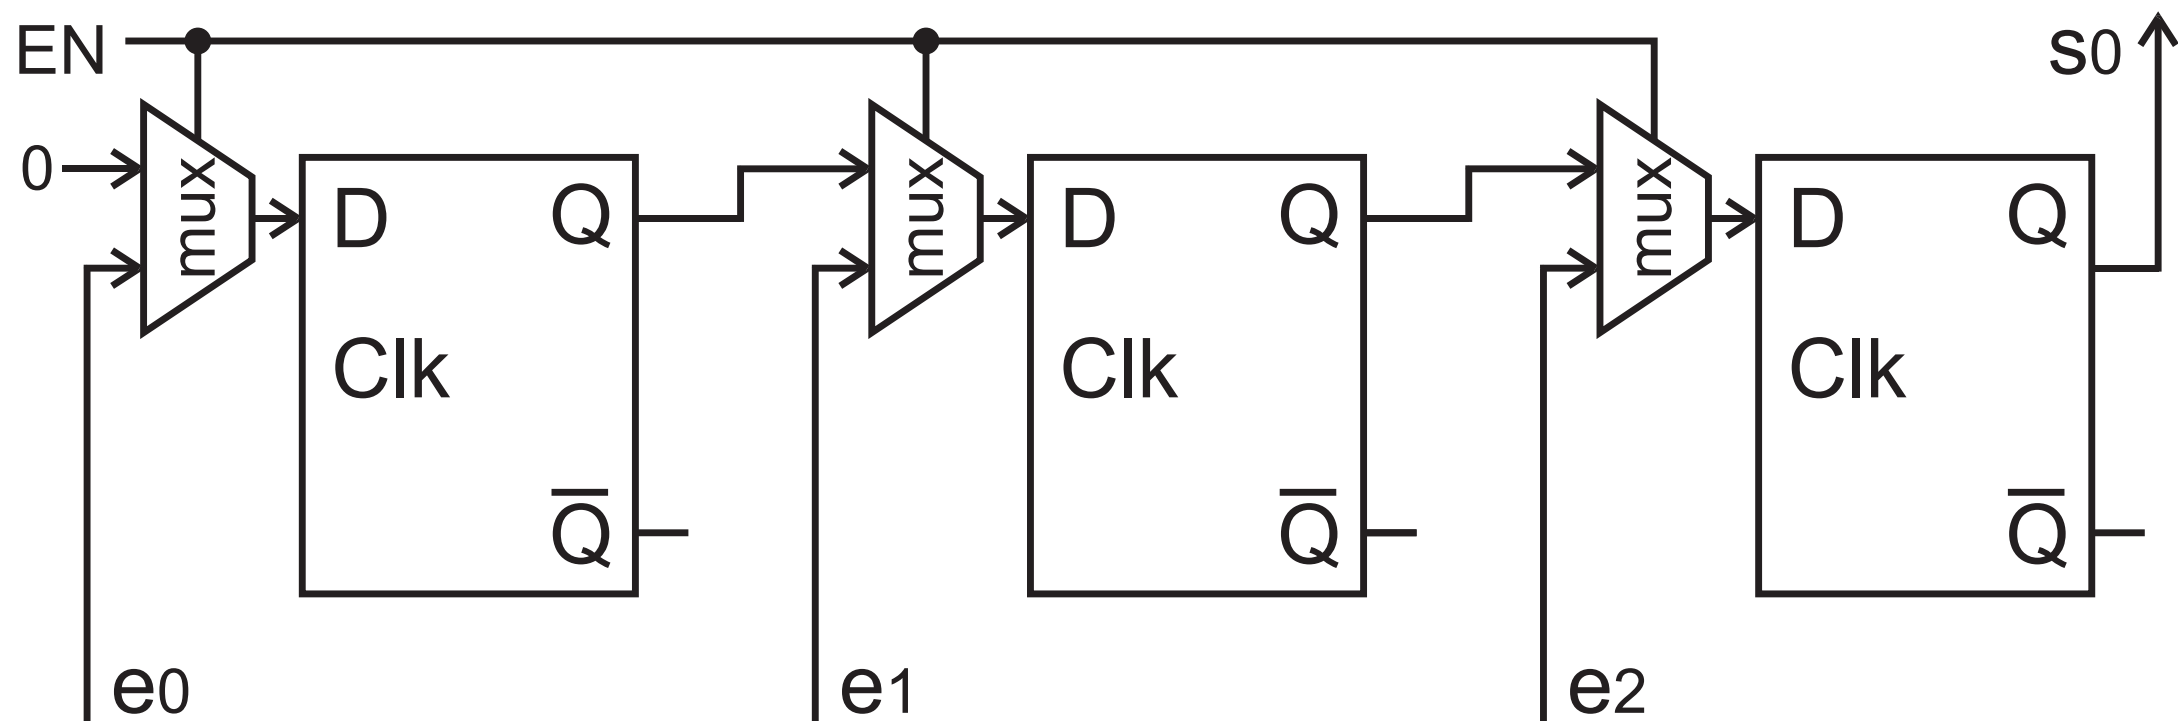 EN s0
0
mux D Q mux D Q mux D Q
Clk Clk Clk
Q̅ Q̅ Q̅
e0 e1 e2